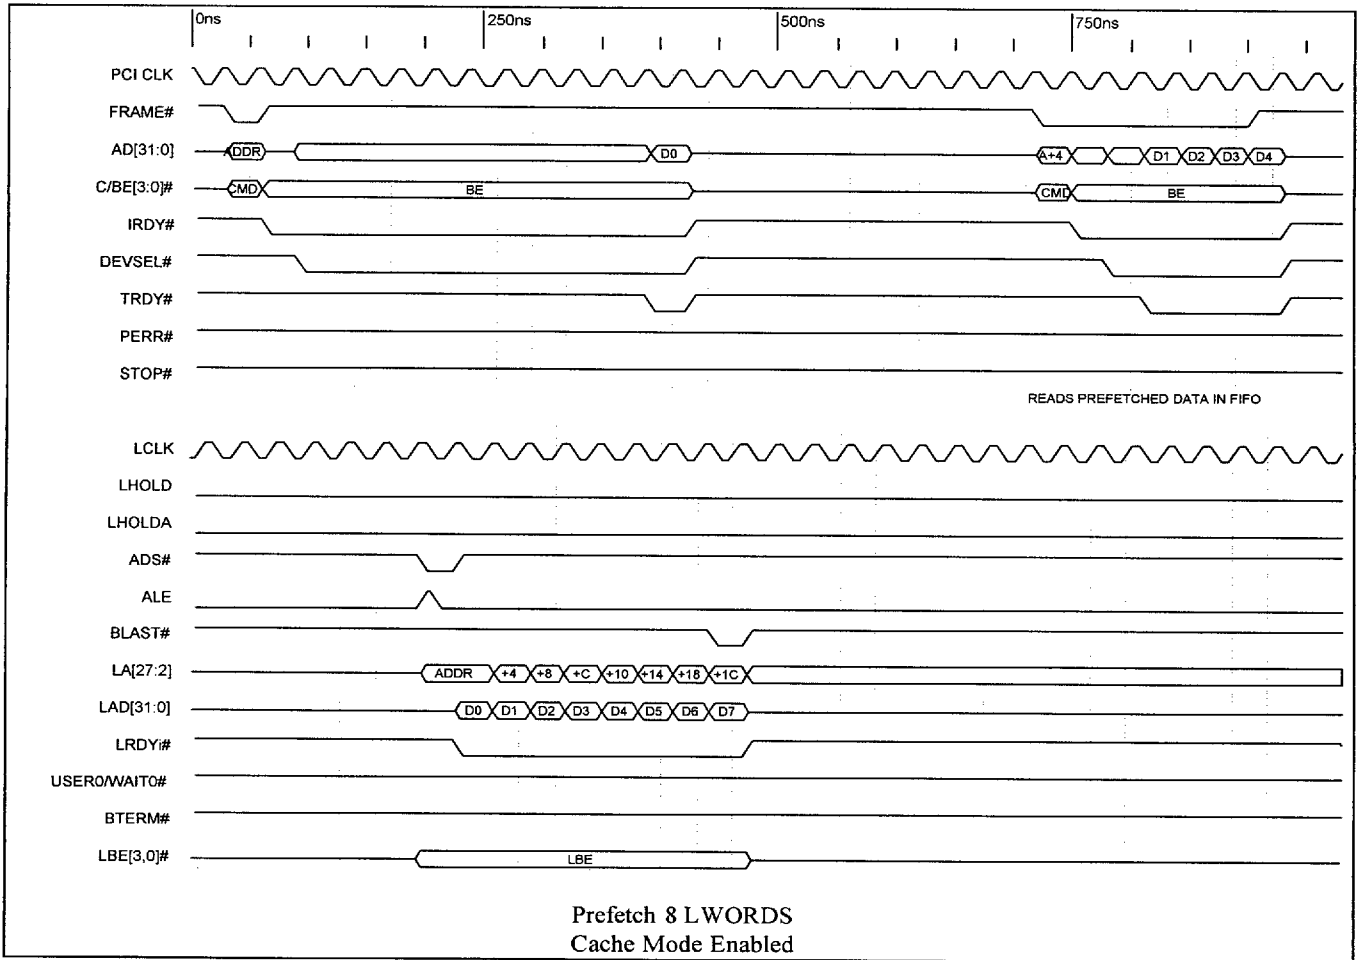 0ns 250ns 500ns 750ns
PCI CLK
FRAME#
AD[31:0] ADDR D0 A+4 D1 D2 D3 D4
C/BE[3:0]# CMD BE CMD BE
IRDY#
DEVSEL#
TRDY#
PERR#
STOP#
READS PREFETCHED DATA IN FIFO
LCLK
LHOLD
LHOLDA
ADS#
ALE
BLAST#
LA[27:2] ADDR +4 +8 +C +10 +14 +18 +1C
LAD[31:0] D0 D1 D2 D3 D4 D5 D6 D7
LRDYi#
USER0/WAIT0#
BTERM#
LBE[3,0]# LBE
Prefetch 8 LWORDS
Cache Mode Enabled